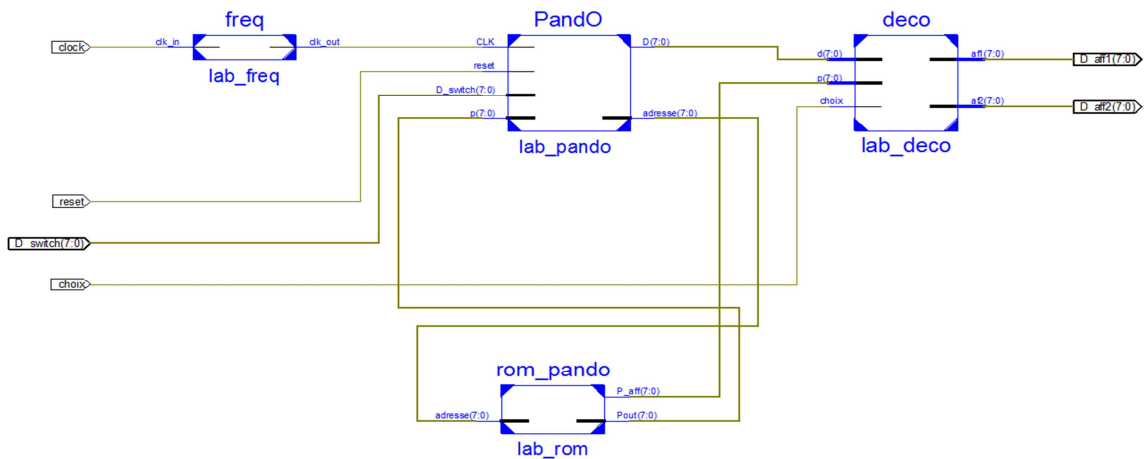 freq
PandO
deco
clock
clk_in
clk_out
lab_freq
CLK
reset
D_switch(7:0)
p(7:0)
D(7:0)
adresse(7:0)
lab_pando
d(7:0)
p(7:0)
choix
af1(7:0)
af2(7:0)
lab_deco
D_aff1(7:0)
D_aff2(7:0)
reset
D_switch(7:0)
choix
rom_pando
adresse(7:0)
P_aff(7:0)
Pout(7:0)
lab_rom